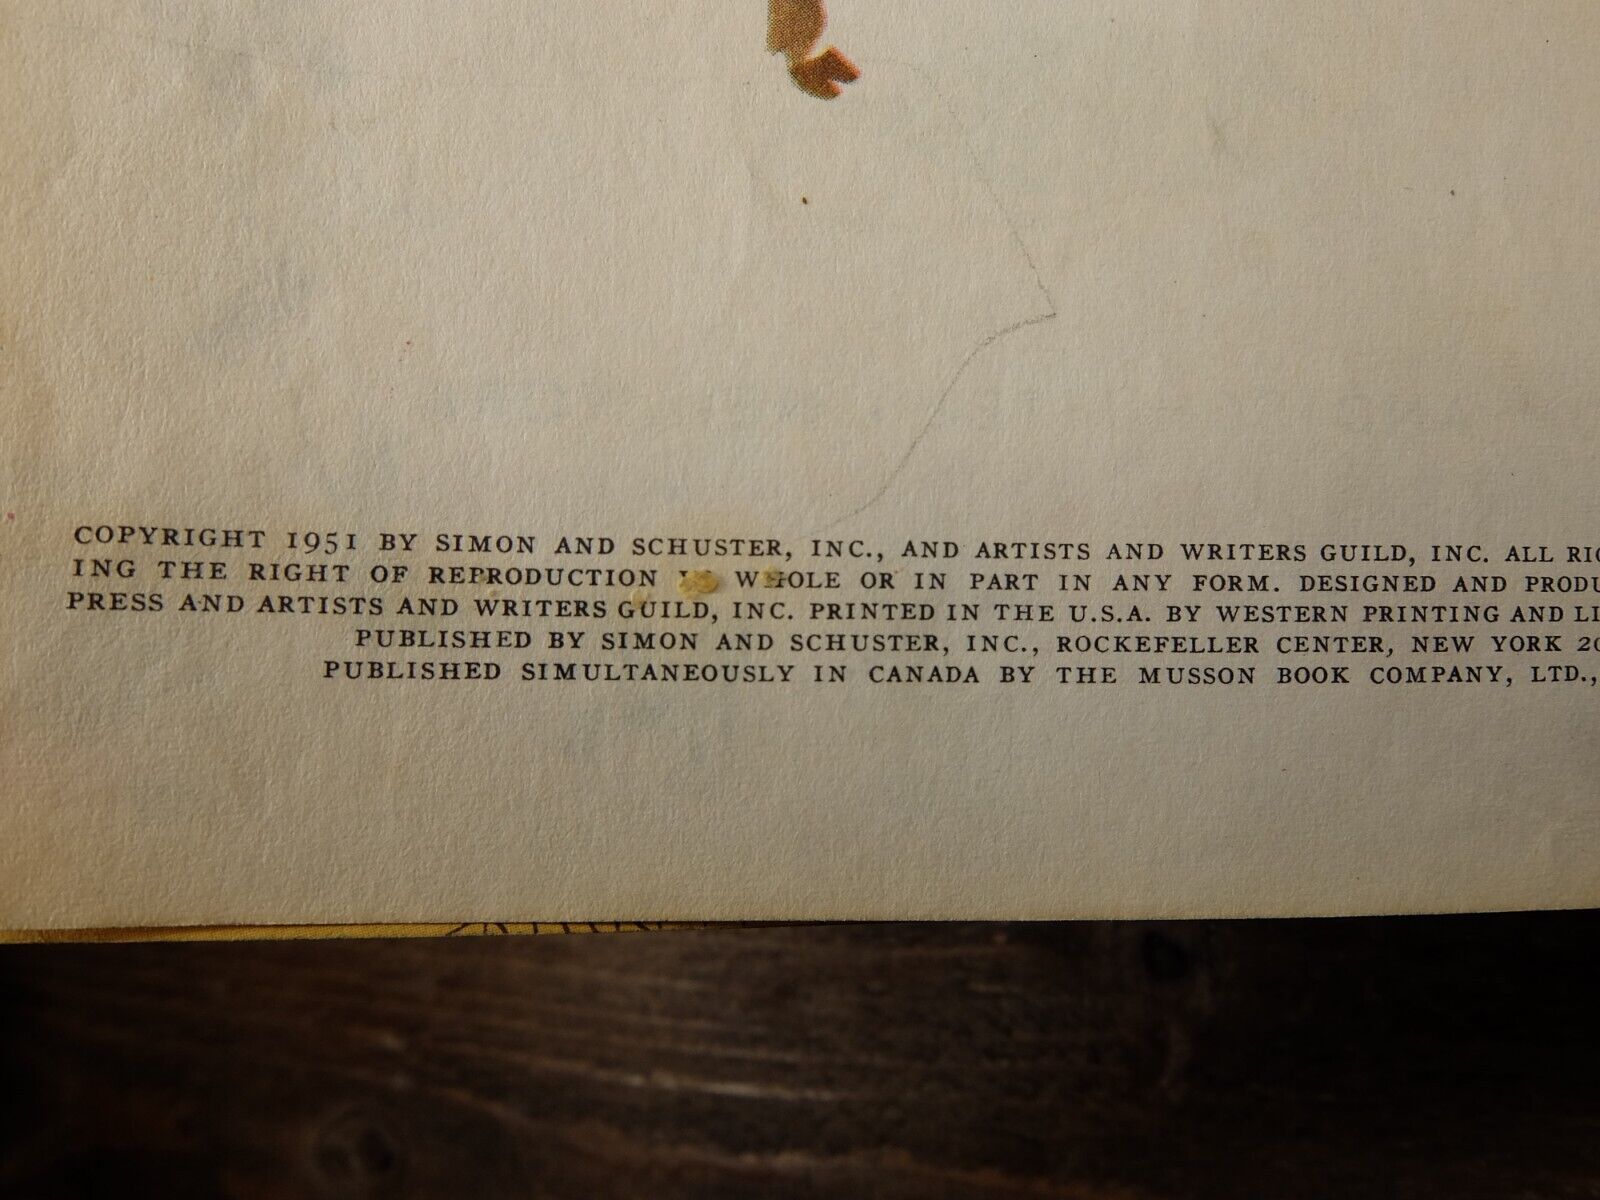 COPYRIGHT 1951 BY SIMON AND SCHUSTER, INC., AND ARTISTS AND WRITERS GUILD, INC. ALL RIG
ING THE RIGHT OF REPRODUCTION WHOLE OR IN PART IN ANY FORM. DESIGNED AND PRODU
PRESS AND ARTISTS AND WRITERS GUILD, INC. PRINTED IN THE U.S.A. BY WESTERN PRINTING AND LI
PUBLISHED BY SIMON AND SCHUSTER, INC., ROCKEFELLER CENTER, NEW YORK 20
PUBLISHED SIMULTANEOUSLY IN CANADA BY THE MUSSON BOOK COMPANY, LTD.,